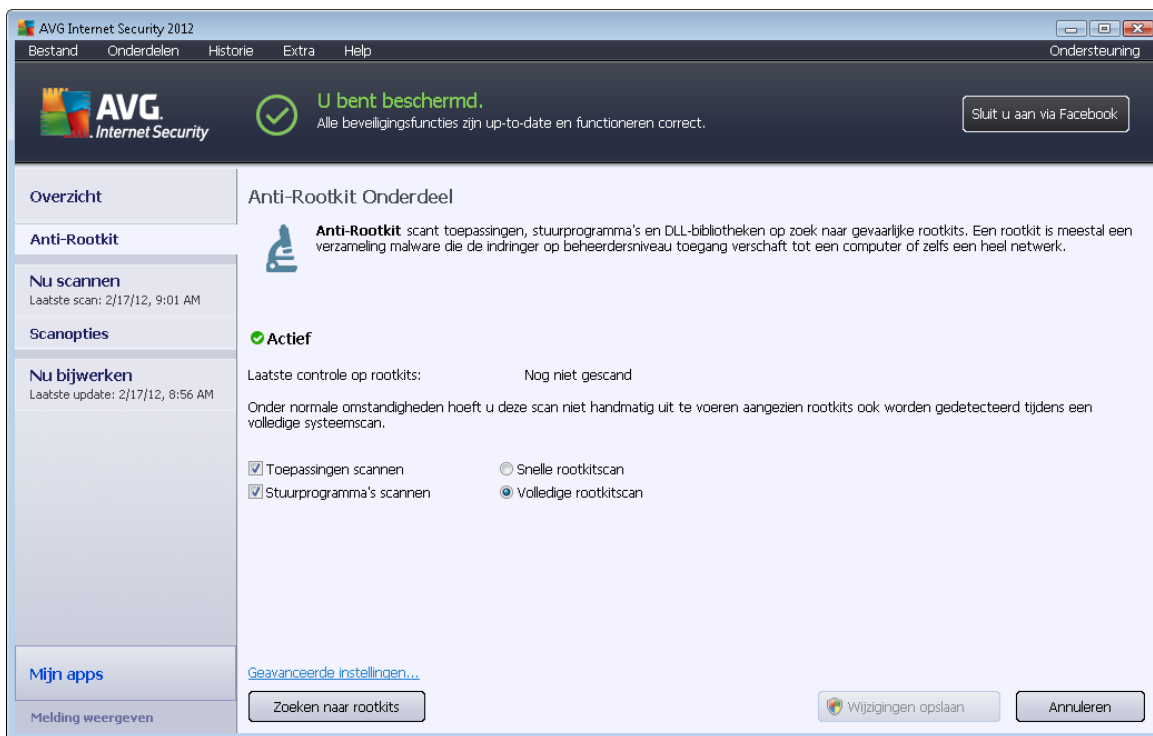 AVG Internet Security 2012
Bestand Onderdelen Historie Extra Help Ondersteuning
AVG.
Internet Security
U bent beschermd.
Alle beveiligingsfuncties zijn up-to-date en functioneren correct.
Sluit u aan via Facebook
Overzicht
Anti-Rootkit
Nu scannen
Laatste scan: 2/17/12, 9:01 AM
Scanopties
Nu bijwerken
Laatste update: 2/17/12, 8:56 AM
Mijn apps
Melding weergeven
Anti-Rootkit Onderdeel
Anti-Rootkit scant toepassingen, stuurprogramma's en DLL-bibliotheken op zoek naar gevaarlijke rootkits. Een rootkit is meestal een
verzameling malware die de indringer op beheerdersniveau toegang verschaft tot een computer of zelfs een heel netwerk.
Actief
Laatste controle op rootkits: Nog niet gescand
Onder normale omstandigheden hoeft u deze scan niet handmatig uit te voeren aangezien rootkits ook worden gedetecteerd tijdens een
volledige systeemscan.
Toepassingen scannen Snelle rootkitscan
Stuurprogramma's scannen Volledige rootkitscan
Geavanceerde instellingen...
Zoeken naar rootkits Wijzigingen opslaan Annuleren